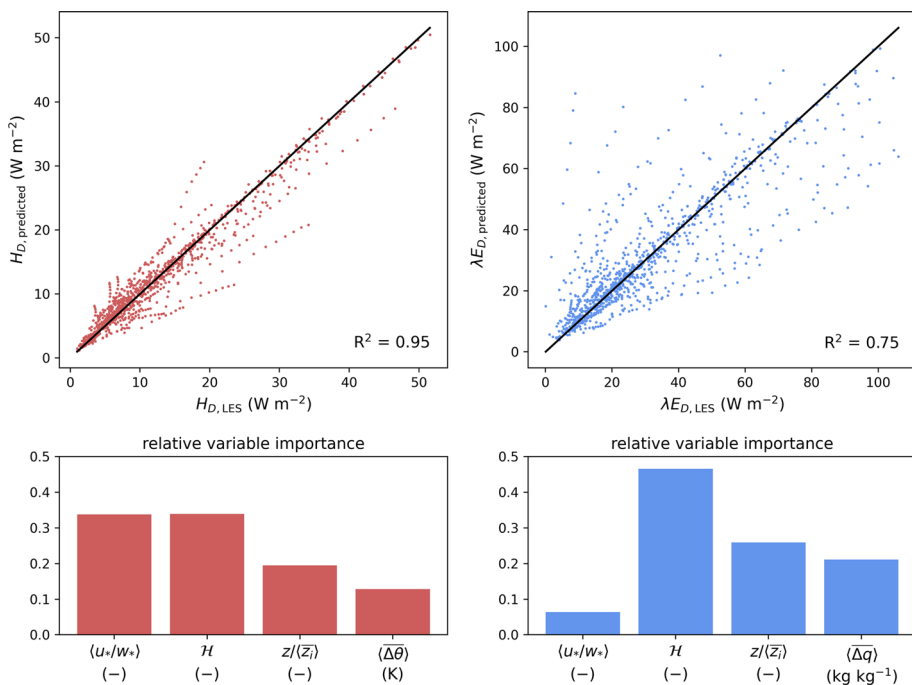 50
40
30
20
10
0
H_D, predicted (W m⁻²)
R² = 0.95
0 10 20 30 40 50
H_D, LES (W m⁻²)
100
80
60
40
20
0
λE_D, predicted (W m⁻²)
R² = 0.75
0 20 40 60 80 100
λE_D, LES (W m⁻²)
relative variable importance
0.5
0.4
0.3
0.2
0.1
0.0
⟨u*/w*⟩ ℋ z/⟨z̅ᵢ⟩ ⟨Δ̅θ̅⟩
(−) (−) (−) (K)
relative variable importance
0.5
0.4
0.3
0.2
0.1
0.0
⟨u*/w*⟩ ℋ z/⟨z̅ᵢ⟩ ⟨Δ̅q̅⟩
(−) (−) (−) (kg kg⁻¹)